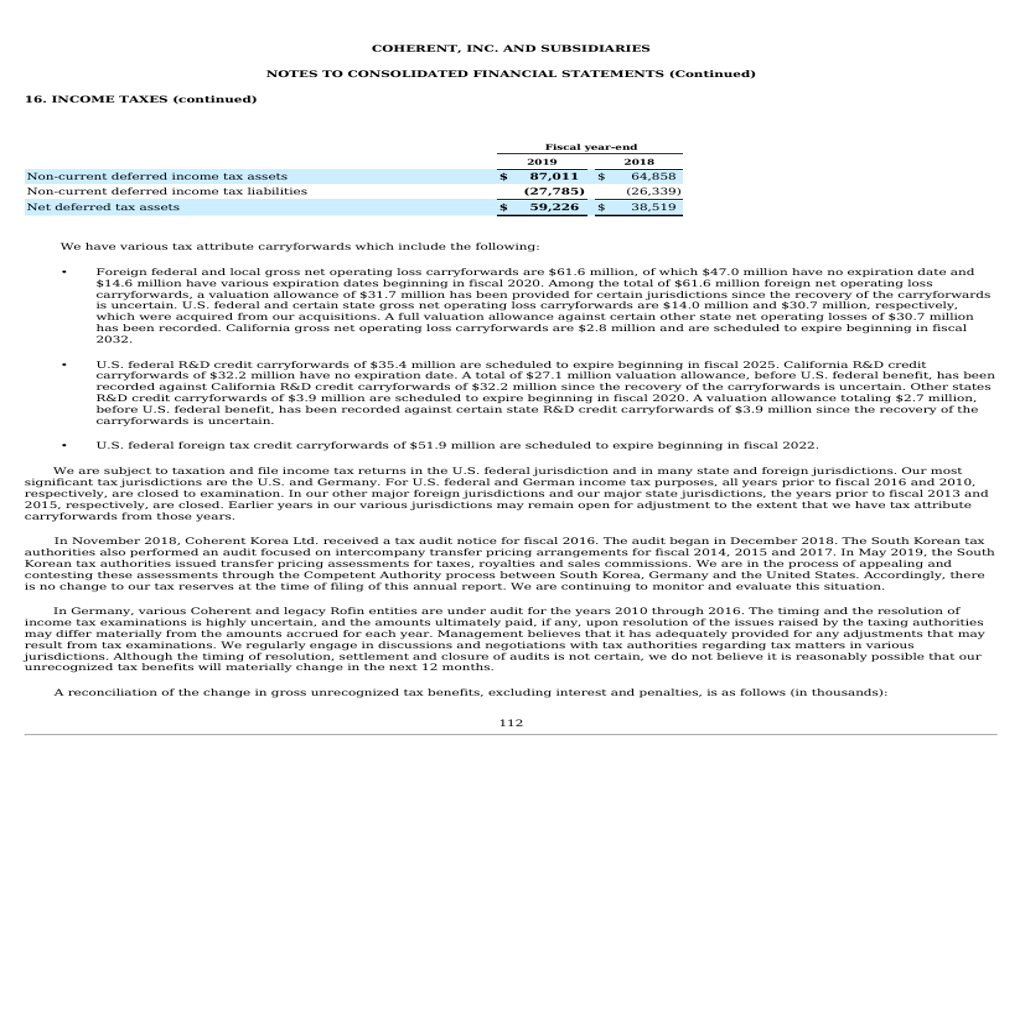 COHERENT, INC. AND SUBSIDIARIES
NOTES TO CONSOLIDATED FINANCIAL STATEMENTS (Continued)
16. INCOME TAXES (continued)
Fiscal year-end
2019 2018
Non-current deferred income tax assets $ 87,011 $ 64,858
Non-current deferred income tax liabilities (27,785) (26,339)
Net deferred tax assets $ 59,226 $ 38,519
We have various tax attribute carryforwards which include the following:
• Foreign federal and local gross net operating loss carryforwards are $61.6 million, of which $47.0 million have no expiration date and
$14.6 million have various expiration dates beginning in fiscal 2020. Among the total of $61.6 million foreign net operating loss
carryforwards, a valuation allowance of $31.7 million has been provided for certain jurisdictions since the recovery of the carryforwards
is uncertain. U.S. federal and certain state gross net operating loss carryforwards are $14.0 million and $30.7 million, respectively,
which were acquired from our acquisitions. A full valuation allowance against certain other state net operating losses of $30.7 million
has been recorded. California gross net operating loss carryforwards are $2.8 million and are scheduled to expire beginning in fiscal
2032.
• U.S. federal R&D credit carryforwards of $35.4 million are scheduled to expire beginning in fiscal 2025. California R&D credit
carryforwards of $32.2 million have no expiration date. A total of $27.1 million valuation allowance, before U.S. federal benefit, has been
recorded against California R&D credit carryforwards of $32.2 million since the recovery of the carryforwards is uncertain. Other states
R&D credit carryforwards of $3.9 million are scheduled to expire beginning in fiscal 2020. A valuation allowance totaling $2.7 million,
before U.S. federal benefit, has been recorded against certain state R&D credit carryforwards of $3.9 million since the recovery of the
carryforwards is uncertain.
• U.S. federal foreign tax credit carryforwards of $51.9 million are scheduled to expire beginning in fiscal 2022.
We are subject to taxation and file income tax returns in the U.S. federal jurisdiction and in many state and foreign jurisdictions. Our most
significant tax jurisdictions are the U.S. and Germany. For U.S. federal and German income tax purposes, all years prior to fiscal 2016 and 2010,
respectively, are closed to examination. In our other major foreign jurisdictions and our major state jurisdictions, the years prior to fiscal 2013 and
2015, respectively, are closed. Earlier years in our various jurisdictions may remain open for adjustment to the extent that we have tax attribute
carryforwards from those years.
In November 2018, Coherent Korea Ltd. received a tax audit notice for fiscal 2016. The audit began in December 2018. The South Korean tax
authorities also performed an audit focused on intercompany transfer pricing arrangements for fiscal 2014, 2015 and 2017. In May 2019, the South
Korean tax authorities issued transfer pricing assessments for taxes, royalties and sales commissions. We are in the process of appealing and
contesting these assessments through the Competent Authority process between South Korea, Germany and the United States. Accordingly, there
is no change to our tax reserves at the time of filing of this annual report. We are continuing to monitor and evaluate this situation.
In Germany, various Coherent and legacy Rofin entities are under audit for the years 2010 through 2016. The timing and the resolution of
income tax examinations is highly uncertain, and the amounts ultimately paid, if any, upon resolution of the issues raised by the taxing authorities
may differ materially from the amounts accrued for each year. Management believes that it has adequately provided for any adjustments that may
result from tax examinations. We regularly engage in discussions and negotiations with tax authorities regarding tax matters in various
jurisdictions. Although the timing of resolution, settlement and closure of audits is not certain, we do not believe it is reasonably possible that our
unrecognized tax benefits will materially change in the next 12 months.
A reconciliation of the change in gross unrecognized tax benefits, excluding interest and penalties, is as follows (in thousands):
112